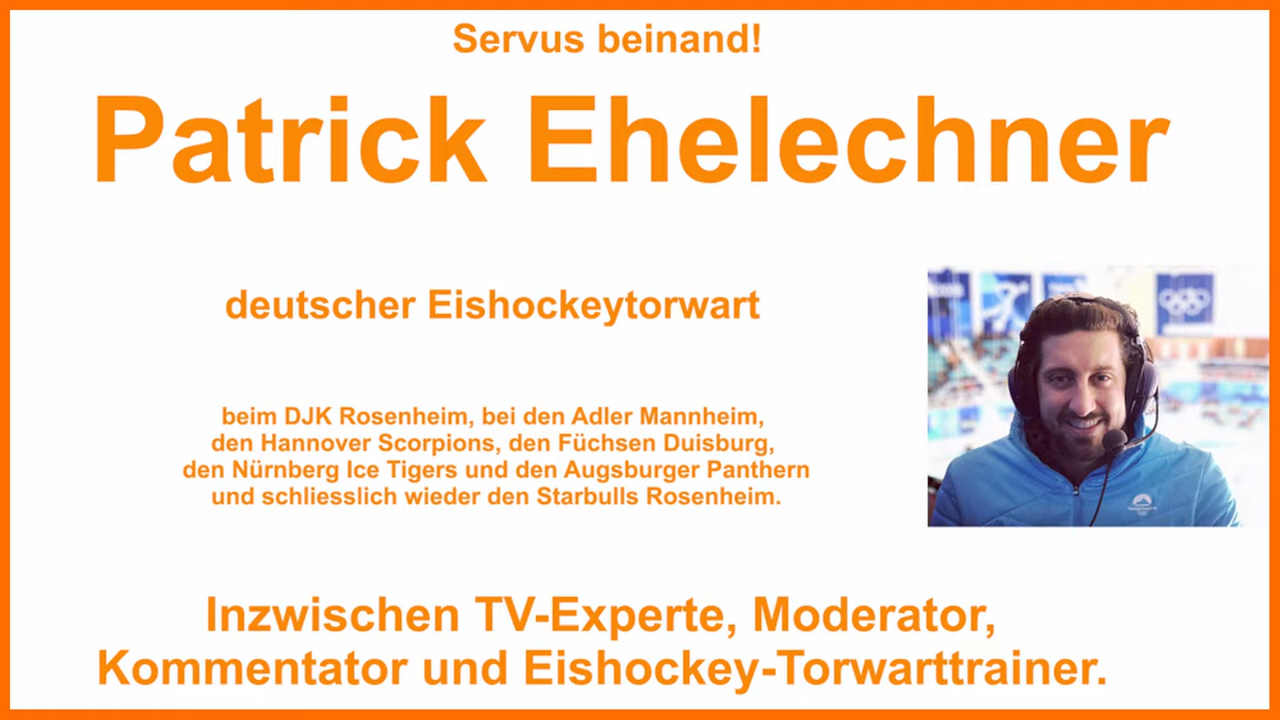 Servus beinand!
Patrick Ehelechner
deutscher Eishockeytorwart
beim DJK Rosenheim, bei den Adler Mannheim,
den Hannover Scorpions, den Füchsen Duisburg,
den Nürnberg Ice Tigers und den Augsburger Panthern
und schliesslich wieder den Starbulls Rosenheim.
Inzwischen TV-Experte, Moderator,
Kommentator und Eishockey-Torwarttrainer.